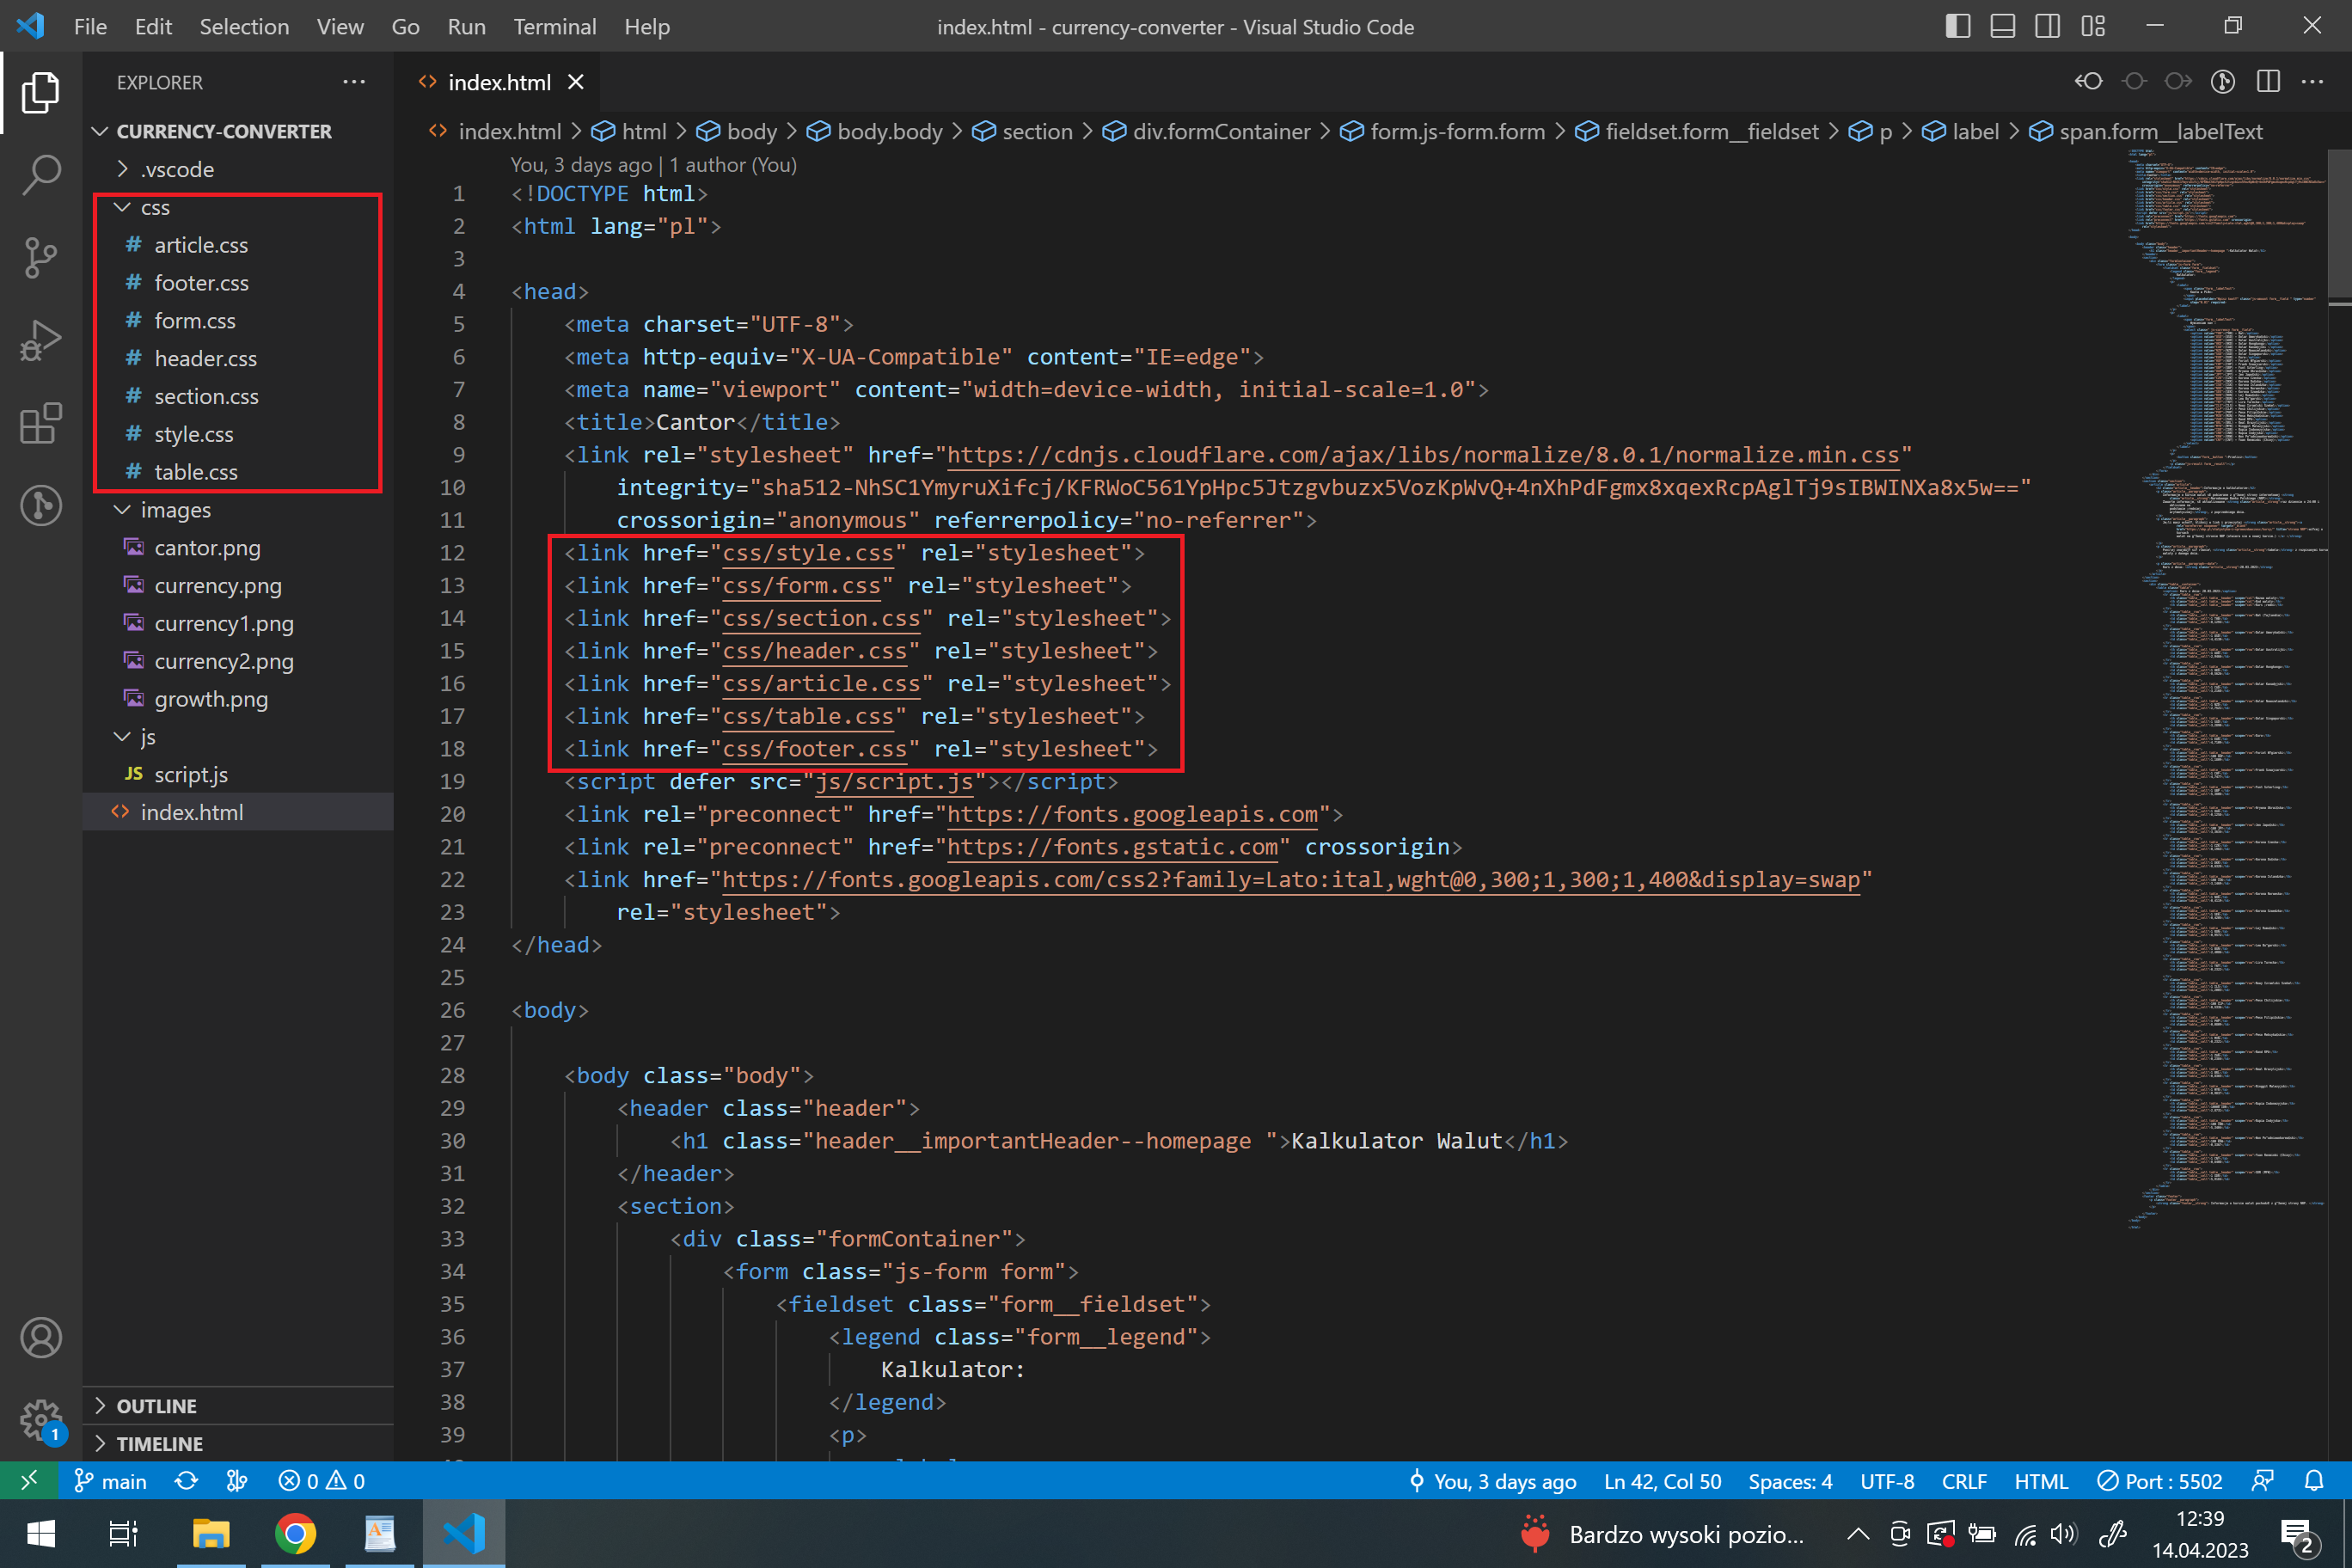 File Edit Selection View Go Run Terminal Help
index.html - currency-converter - Visual Studio Code
EXPLORER
CURRENCY-CONVERTER
.vscode
css
# article.css
# footer.css
# form.css
# header.css
# section.css
# style.css
# table.css
images
cantor.png
currency.png
currency1.png
currency2.png
growth.png
js
JS script.js
<> index.html
OUTLINE
TIMELINE
<> index.html
<> index.html > html > body > body.body > section > div.formContainer > form.js-form.form > fieldset.form__fieldset > p > label > span.form__labelText
You, 3 days ago | 1 author (You)
1 <!DOCTYPE html>
2 <html lang="pl">
3
4 <head>
5 <meta charset="UTF-8">
6 <meta http-equiv="X-UA-Compatible" content="IE=edge">
7 <meta name="viewport" content="width=device-width, initial-scale=1.0">
8 <title>Cantor</title>
9 <link rel="stylesheet" href="https://cdnjs.cloudflare.com/ajax/libs/normalize/8.0.1/normalize.min.css"
10 integrity="sha512-NhSC1YmyruXifcj/KFRWoC561YpHpc5Jtzgvbuzx5VozKpWvQ+4nXhPdFgmx8xqexRcpAglTj9sIBWINXa8x5w=="
11 crossorigin="anonymous" referrerpolicy="no-referrer">
12 <link href="css/style.css" rel="stylesheet">
13 <link href="css/form.css" rel="stylesheet">
14 <link href="css/section.css" rel="stylesheet">
15 <link href="css/header.css" rel="stylesheet">
16 <link href="css/article.css" rel="stylesheet">
17 <link href="css/table.css" rel="stylesheet">
18 <link href="css/footer.css" rel="stylesheet">
19 <script defer src="js/script.js"></script>
20 <link rel="preconnect" href="https://fonts.googleapis.com">
21 <link rel="preconnect" href="https://fonts.gstatic.com" crossorigin>
22 <link href="https://fonts.googleapis.com/css2?family=Lato:ital,wght@0,300;1,300;1,400&display=swap"
23 rel="stylesheet">
24 </head>
25
26 <body>
27
28 <body class="body">
29 <header class="header">
30 <h1 class="header__importantHeader--homepage ">Kalkulator Walut</h1>
31 </header>
32 <section>
33 <div class="formContainer">
34 <form class="js-form form">
35 <fieldset class="form__fieldset">
36 <legend class="form__legend">
37 Kalkulator:
38 </legend>
39 <p>
1
main 0 0
You, 3 days ago Ln 42, Col 50 Spaces: 4 UTF-8 CRLF HTML Port : 5502
Bardzo wysoki pozio...
12:39
14.04.2023
2